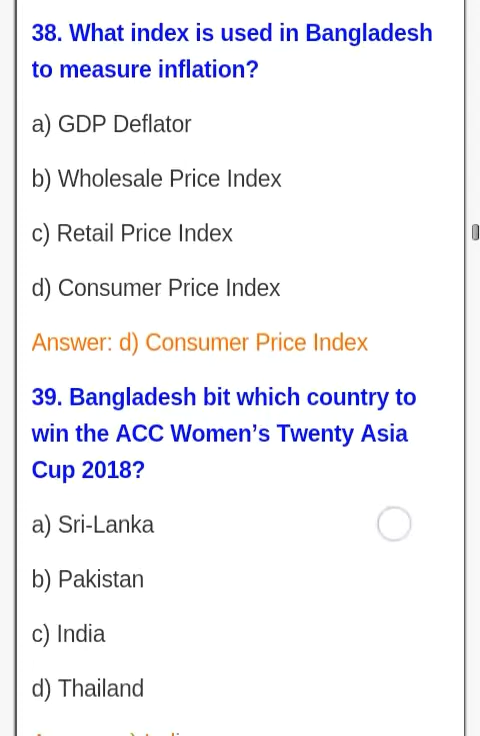 38. What index is used in Bangladesh
to measure inflation?
a) GDP Deflator
b) Wholesale Price Index
c) Retail Price Index
d) Consumer Price Index
Answer: d) Consumer Price Index
39. Bangladesh bit which country to
win the ACC Women's Twenty Asia
Cup 2018?
a) Sri-Lanka
b) Pakistan
c) India
d) Thailand